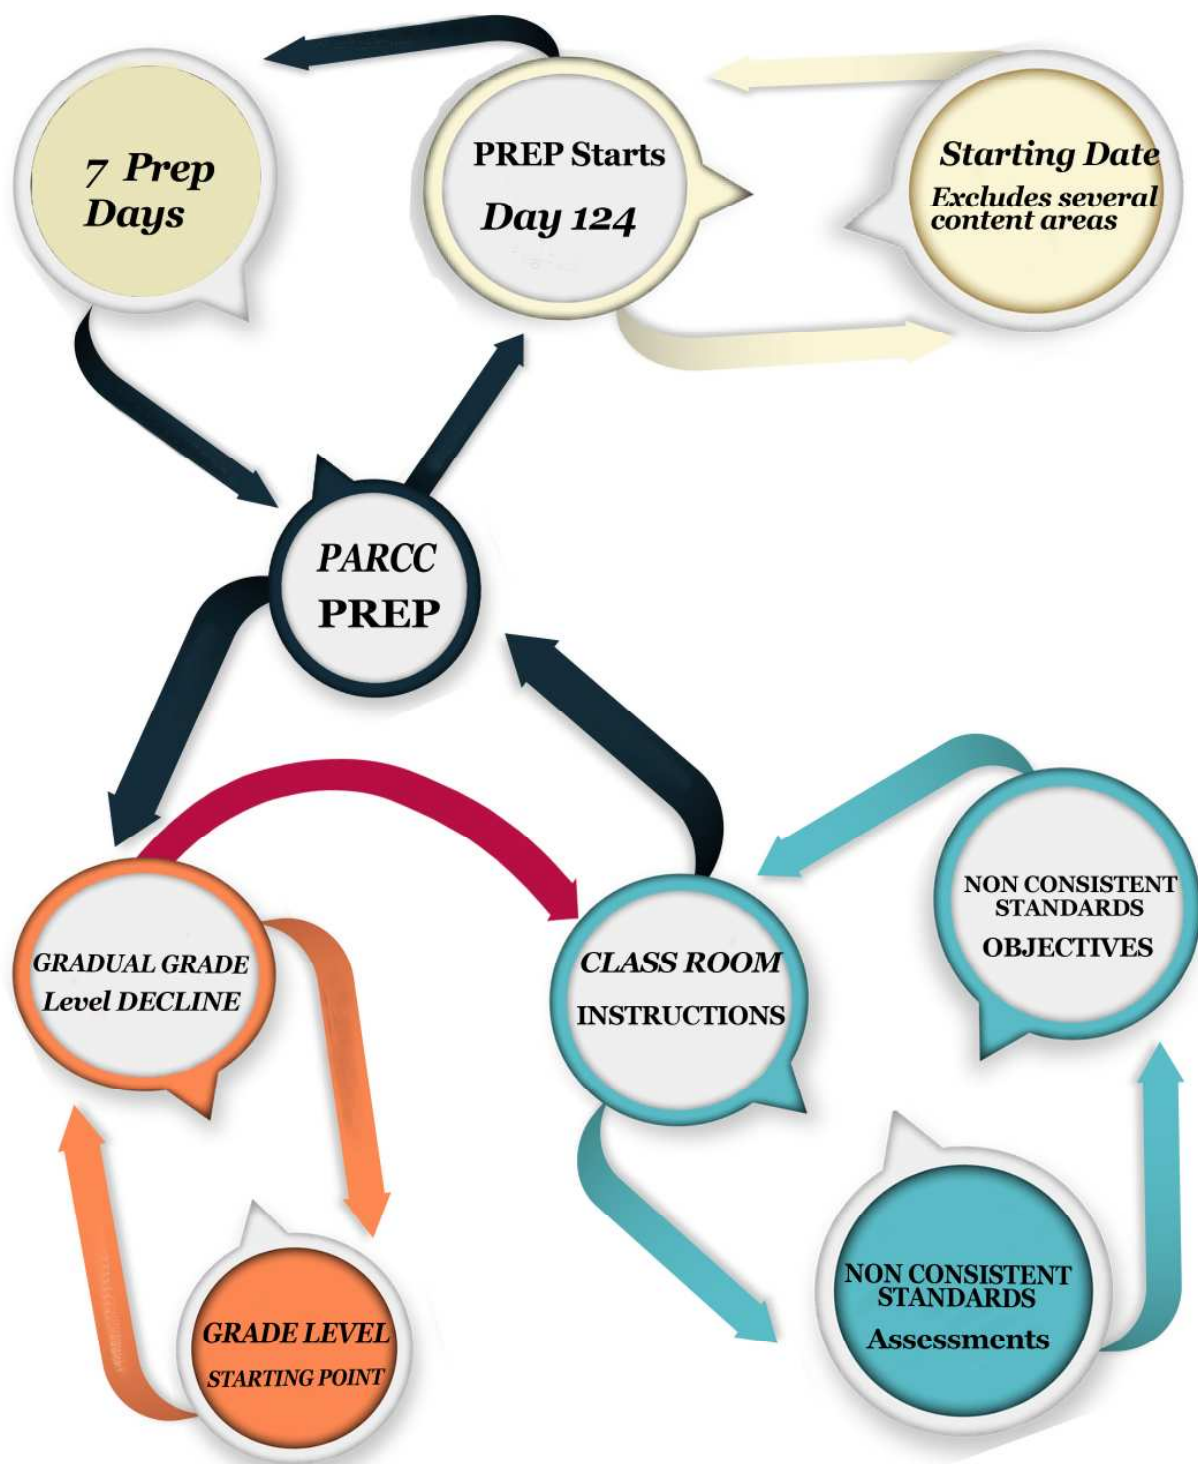 7 Prep
Days
PREP Starts
Day 124
Starting Date
Excludes several
content areas
PARCC
PREP
GRADUAL GRADE
Level DECLINE
CLASS ROOM
INSTRUCTIONS
NON CONSISTENT
STANDARDS
OBJECTIVES
GRADE LEVEL
STARTING POINT
NON CONSISTENT
STANDARDS
Assessments